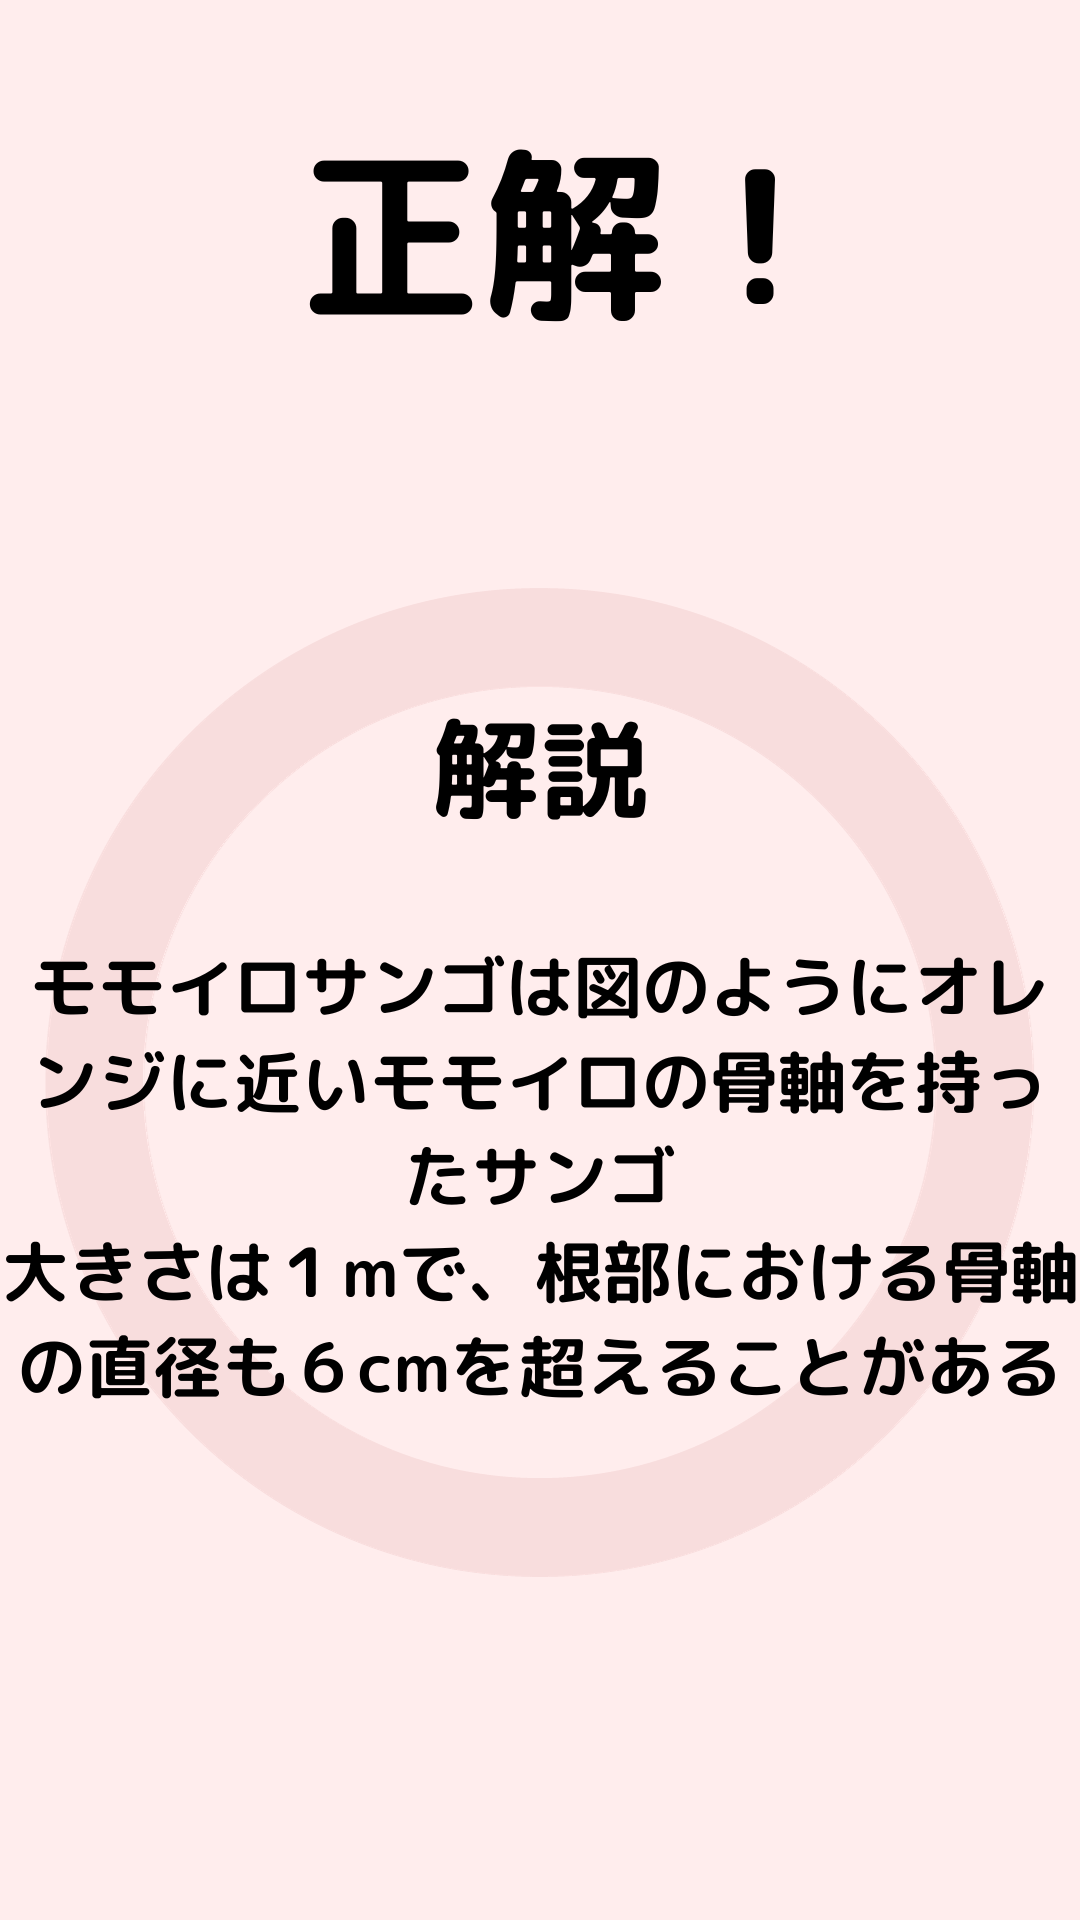 正解！
解説
モモイロサンゴは図のようにオレ
ンジに近いモモイロの骨軸を持っ
たサンゴ
大きさは１ｍで、根部における骨軸
の直径も６cmを超えることがある